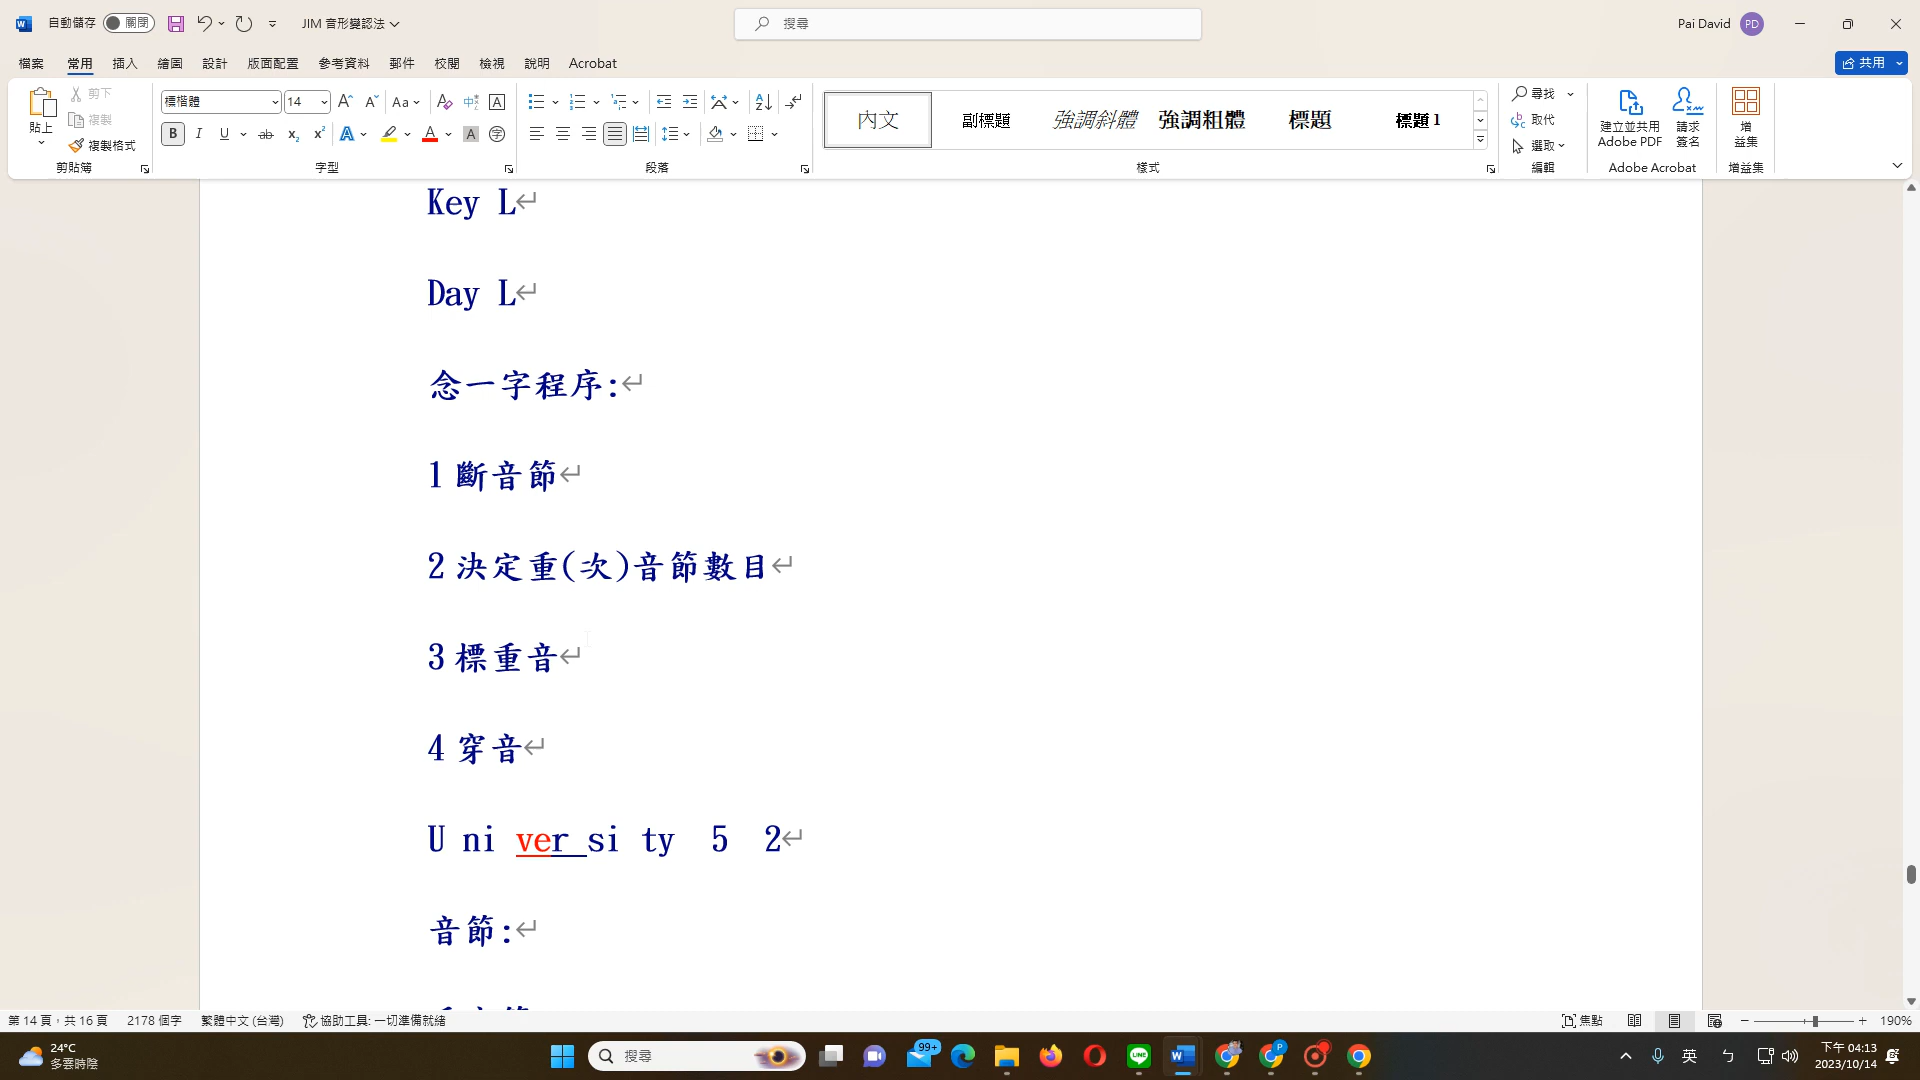 自動儲存 關閉 JIM 音形變認法 搜尋 Pai David PD
檔案 常用 插入 繪圖 設計 版面配置 參考資料 郵件 校閱 檢視 說明 Acrobat 共用
貼上 剪下 複製 複製格式 剪貼簿
標楷體 14 字型
段落
內文 副標題 強調斜體 強調粗體 標題 標題 1 樣式
尋找 取代 選取 編輯
建立並共用 Adobe PDF 請求 簽名 Adobe Acrobat
增 益集 增益集
Key L
Day L
念一字程序:
1 斷音節
2 決定重(次)音節數目
3 標重音
4 穿音
U ni ver si ty 5 2
音節:
第 14 頁，共 16 頁 2178 個字 繁體中文 (台灣) 協助工具: 一切準備就緒 焦點 190%
24°C
多雲時陰
搜尋 99+ 英 下午 04:13
2023/10/14